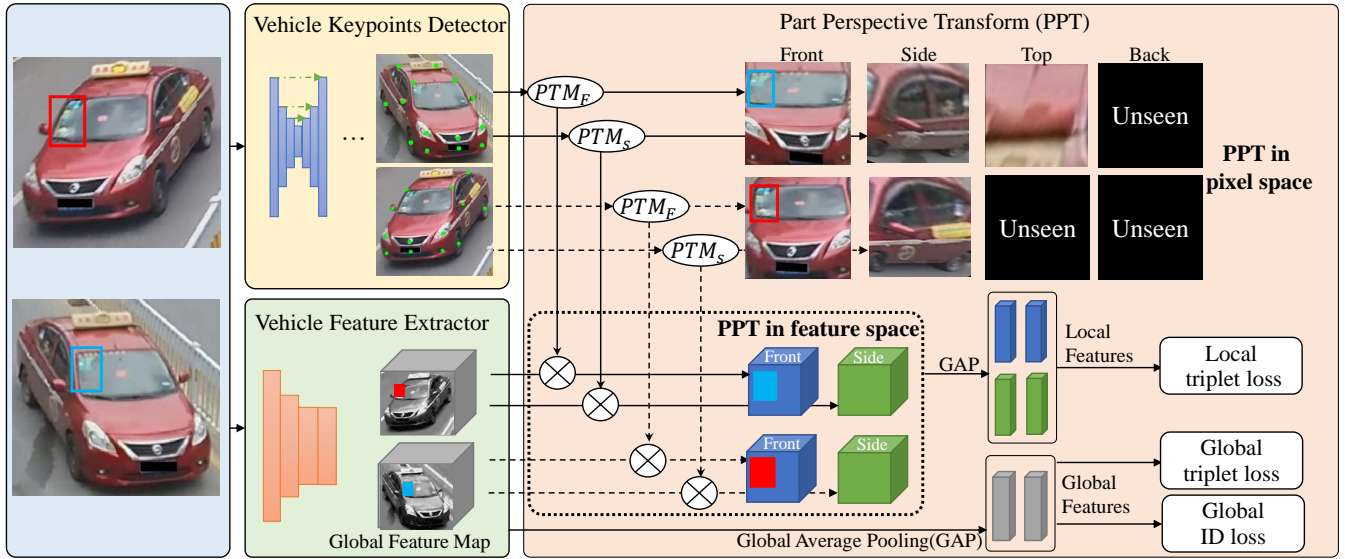 Vehicle Keypoints Detector
...
Part Perspective Transform (PPT)
Front
Side
Top
Back
PTM_F
PTM_s
PTM_F
PTM_s
Unseen
Unseen
Unseen
PPT in
pixel space
Vehicle Feature Extractor
Global Feature Map
PPT in feature space
Front
Side
Front
Side
GAP
Local
Features
Local
triplet loss
Global
Features
Global
triplet loss
Global
ID loss
Global Average Pooling(GAP)